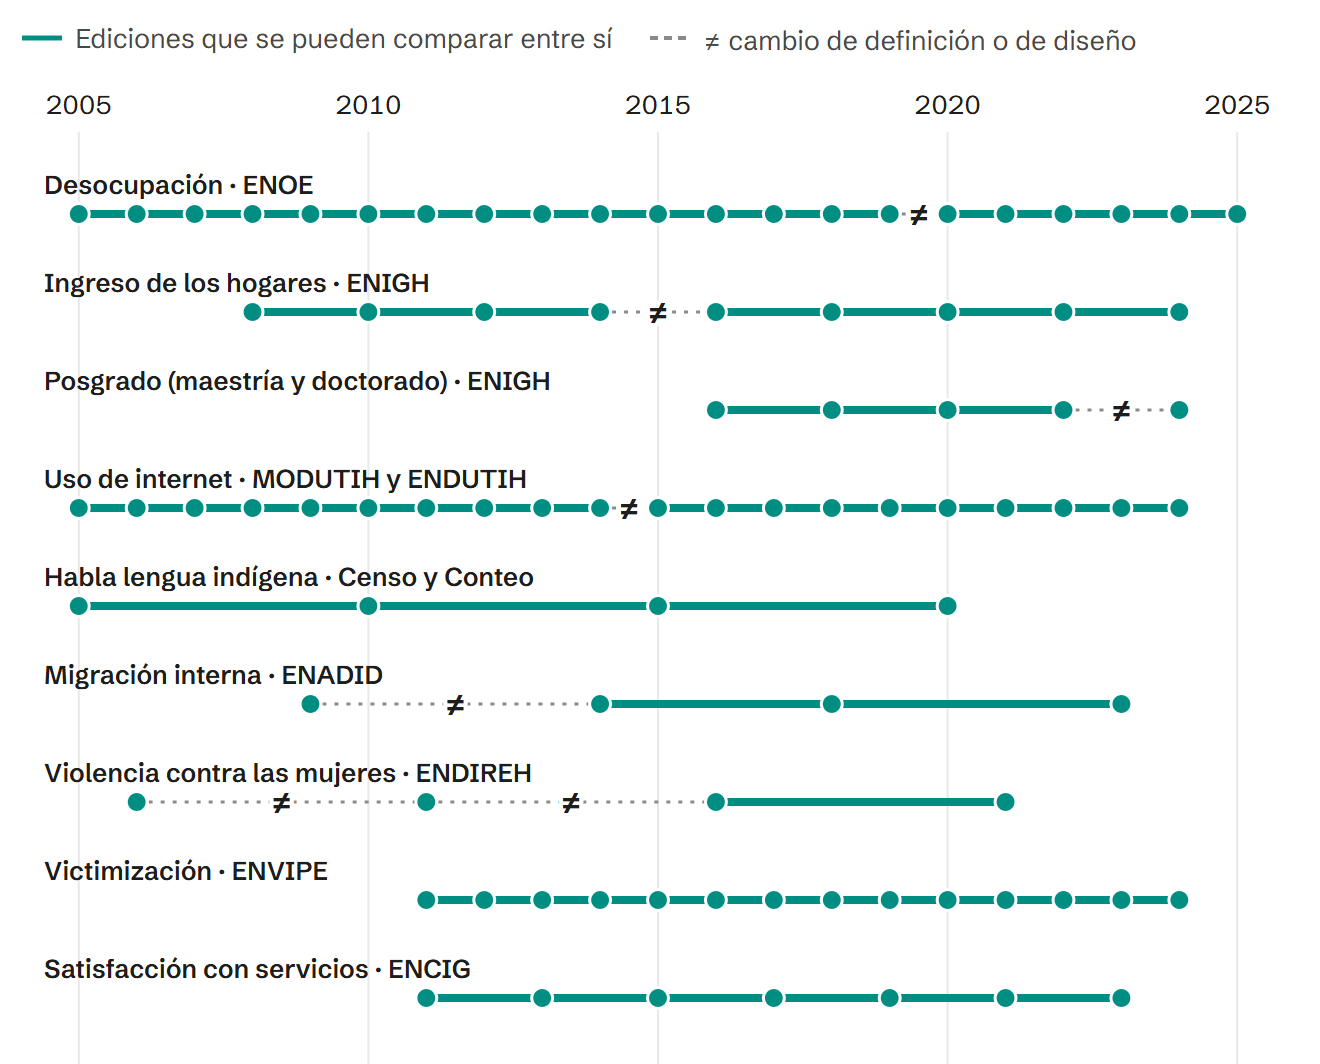 Ediciones que se pueden comparar entre sí ≠ cambio de definición o de diseño
2005 2010 2015 2020 2025
Desocupación · ENOE
≠
Ingreso de los hogares · ENIGH
≠
Posgrado (maestría y doctorado) · ENIGH
≠
Uso de internet · MODUTIH y ENDUTIH
≠
Habla lengua indígena · Censo y Conteo
Migración interna · ENADID
≠
Violencia contra las mujeres · ENDIREH
≠ ≠
Victimización · ENVIPE
Satisfacción con servicios · ENCIG